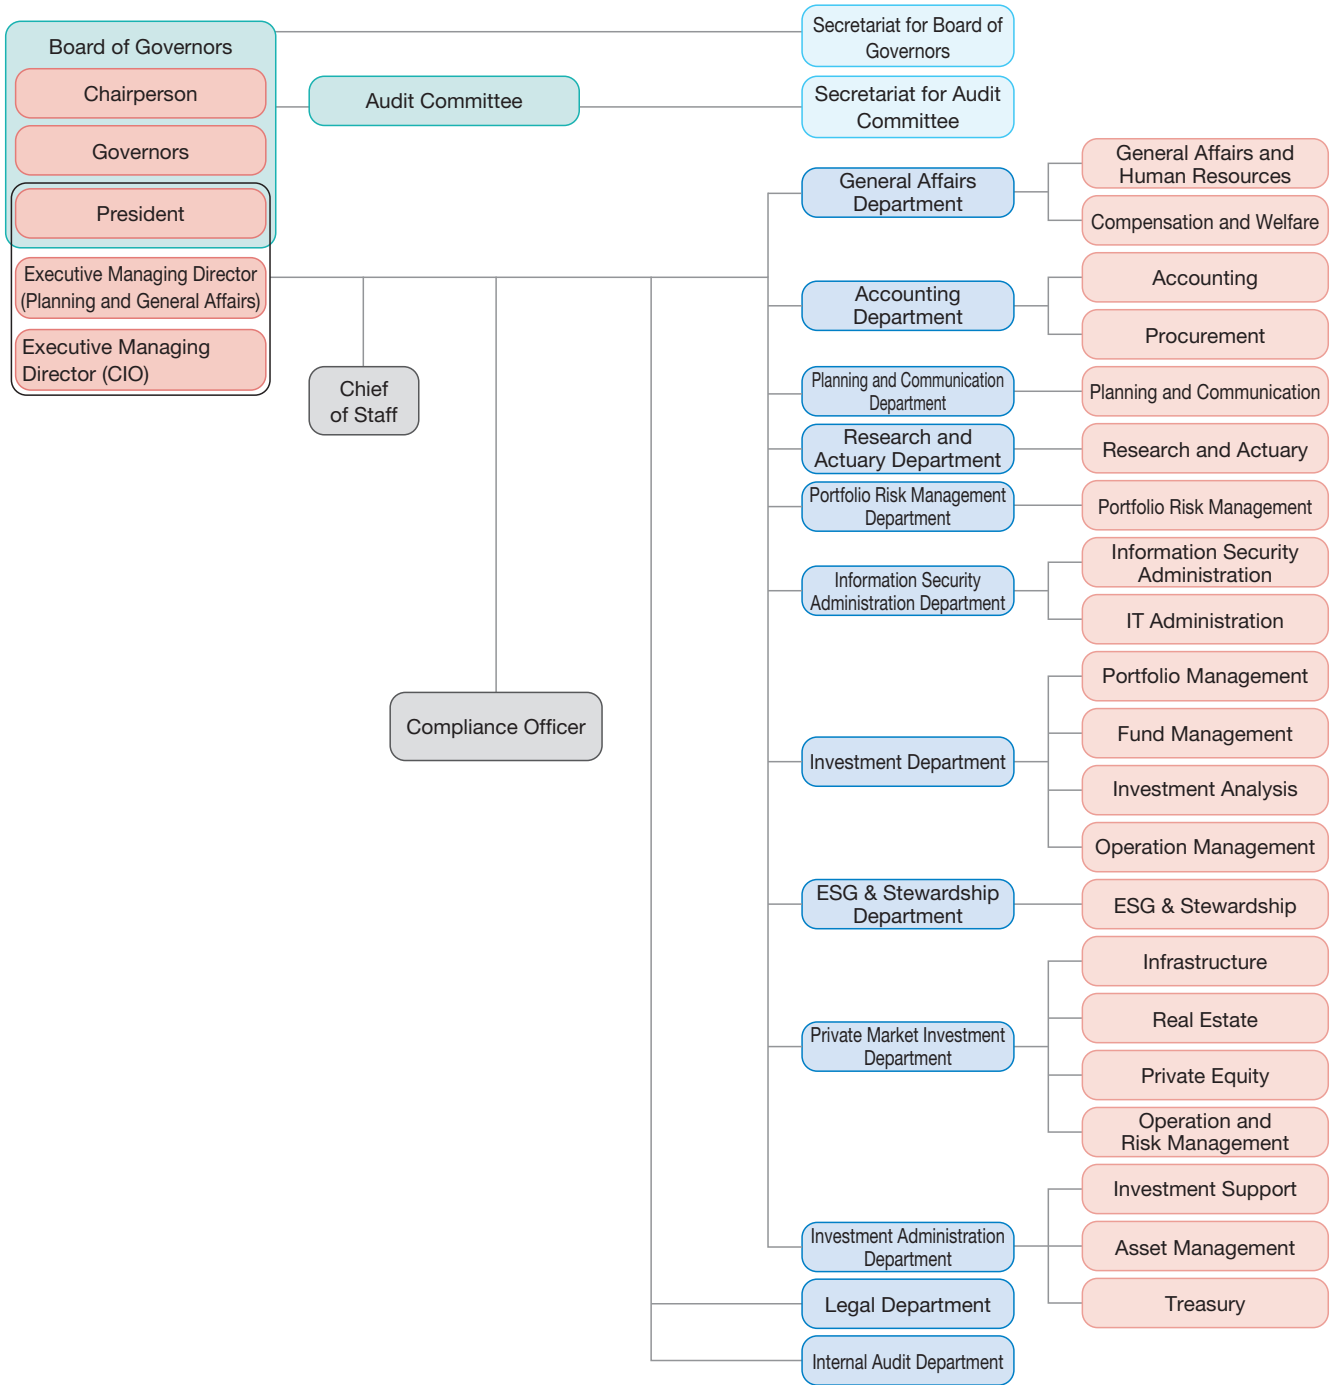 Board of Governors
Chairperson
Governors
President
Executive Managing Director
(Planning and General Affairs)
Executive Managing
Director (CIO)
Audit Committee
Chief
of Staff
Compliance Officer
Secretariat for Board of
Governors
Secretariat for Audit
Committee
General Affairs
Department
Accounting
Department
Planning and Communication
Department
Research and
Actuary Department
Portfolio Risk Management
Department
Information Security
Administration Department
Investment Department
ESG & Stewardship
Department
Private Market Investment
Department
Investment Administration
Department
Legal Department
Internal Audit Department
General Affairs and
Human Resources
Compensation and Welfare
Accounting
Procurement
Planning and Communication
Research and Actuary
Portfolio Risk Management
Information Security
Administration
IT Administration
Portfolio Management
Fund Management
Investment Analysis
Operation Management
ESG & Stewardship
Infrastructure
Real Estate
Private Equity
Operation and
Risk Management
Investment Support
Asset Management
Treasury